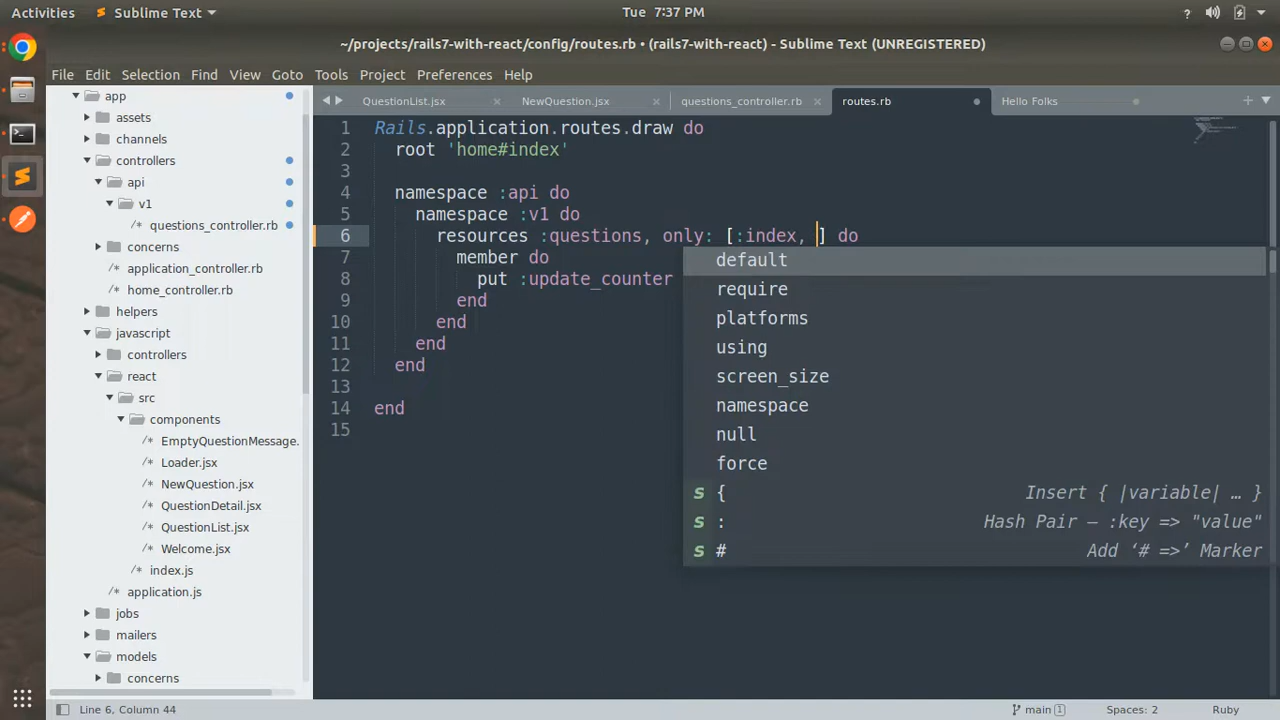 Activities
Sublime Text
Tue 7:37 PM
~/projects/rails7-with-react/config/routes.rb • (rails7-with-react) - Sublime Text (UNREGISTERED)
File Edit Selection Find View Goto Tools Project Preferences Help
app
assets
channels
controllers
api
v1
questions_controller.rb
concerns
application_controller.rb
home_controller.rb
helpers
javascript
controllers
react
src
components
EmptyQuestionMessage.
Loader.jsx
NewQuestion.jsx
QuestionDetail.jsx
QuestionList.jsx
Welcome.jsx
index.js
application.js
jobs
mailers
models
concerns
QuestionList.jsx × NewQuestion.jsx × questions_controller.rb × routes.rb • Hello Folks •
1 Rails.application.routes.draw do
2 root 'home#index'
3
4 namespace :api do
5 namespace :v1 do
6 resources :questions, only: [:index, ] do
7 member do
8 put :update_counter
9 end
10 end
11 end
12 end
13
14 end
15
default
require
platforms
using
screen_size
namespace
null
force
s { Insert { |variable| … }
s : Hash Pair — :key => "value"
s # Add ‘# =>’ Marker
Line 6, Column 44
main 1
Spaces: 2
Ruby